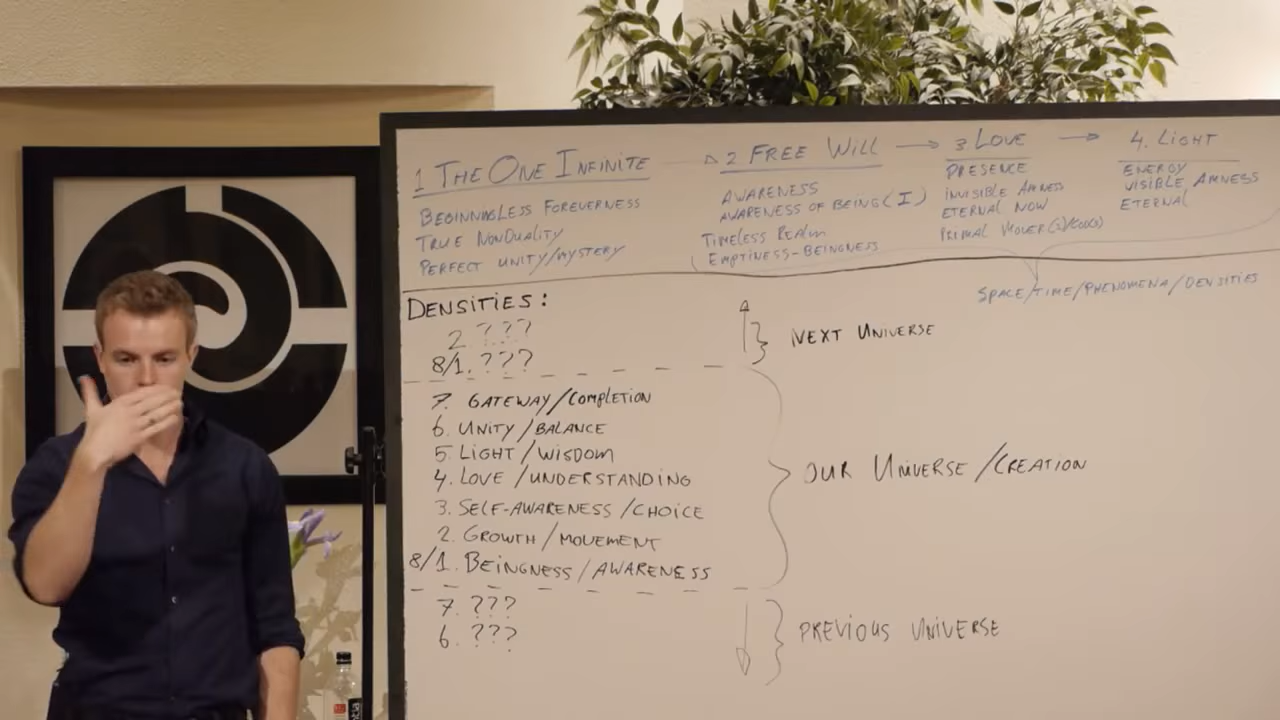 1 THE ONE INFINITE
BEGINNINGLESS FOREVERNESS
TRUE NONDUALITY
PERFECT UNITY/MYSTERY
→ 2 FREE WILL
AWARENESS
AWARENESS OF BEING (I)
TIMELESS REALM
EMPTINESS-BEINGNESS
→ 3 LOVE
PRESENCE
INVISIBLE AMNESS
ETERNAL NOW
PRIMAL MOVER(S)/GOD(S)
→ 4. LIGHT
ENERGY
VISIBLE AMNESS
ETERNAL
SPACE/TIME/PHENOMENA/DENSITIES
DENSITIES:
2 ???
8/1. ???
NEXT UNIVERSE
7. GATEWAY/COMPLETION
6. UNITY/BALANCE
5. LIGHT/WISDOM
4. LOVE/UNDERSTANDING
3. SELF-AWARENESS/CHOICE
2. GROWTH/MOVEMENT
8/1. BEINGNESS/AWARENESS
OUR UNIVERSE/CREATION
7. ???
6. ???
PREVIOUS UNIVERSE